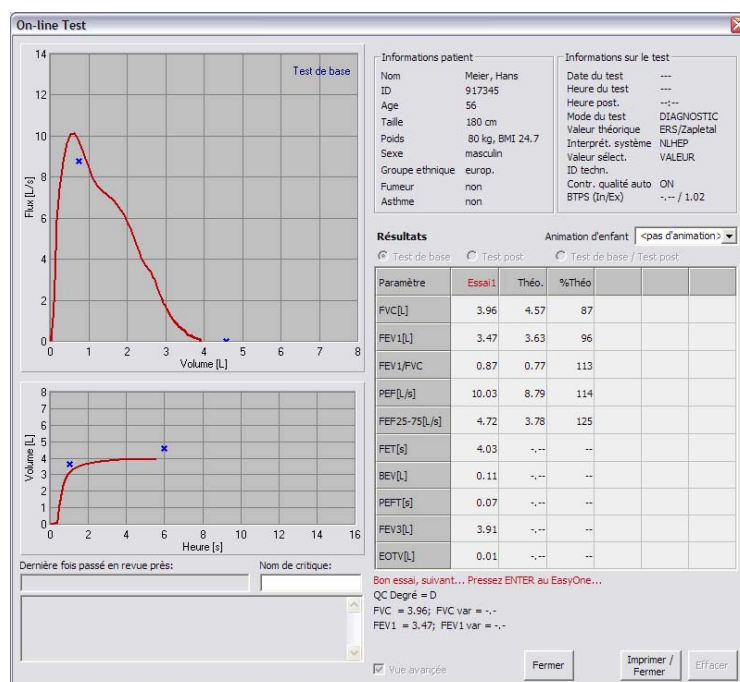 On-line Test
14
12
10
8
6
4
2
0
Flux [L/s]
Test de base
0 1 2 3 4 5 6 7 8
Volume [L]
8
7
6
5
4
3
2
1
0
Volume [L]
0 2 4 6 8 10 12 14 16
Heure [s]
Dernière fois passé en revue près:
Nom de critique:
Informations patient
Nom Meier, Hans
ID 917345
Age 56
Taille 180 cm
Poids 80 kg, BMI 24.7
Sexe masculin
Groupe ethnique europ.
Fumeur non
Asthme non
Informations sur le test
Date du test ---
Heure du test ---
Heure post. --:--
Mode du test DIAGNOSTIC
Valeur théorique ERS/Zapletal
Interprét. système NLHEP
Valeur sélect. VALEUR
ID techn.
Contr. qualité auto ON
BTPS (In/Ex) -.-- / 1.02
Résultats
Animation d'enfant <pas d'animation>
Test de base Test post Test de base / Test post
Paramètre Essai1 Théo. %Théo
FVC[L] 3.96 4.57 87
FEV1[L] 3.47 3.63 96
FEV1/FVC 0.87 0.77 113
PEF[L/s] 10.03 8.79 114
FEF25-75[L/s] 4.72 3.78 125
FET[s] 4.03 -.-- --
BEV[L] 0.11 -.-- --
PEFT[s] 0.07 -.-- --
FEV3[L] 3.91 -.-- --
EOTV[L] 0.01 -.-- --
Bon essai, suivant... Pressez ENTER au EasyOne...
QC Degré = D
FVC = 3.96; FVC var = -.-
FEV1 = 3.47; FEV1 var = -.-
Vue avançée
Fermer
Imprimer /
Fermer
Effacer